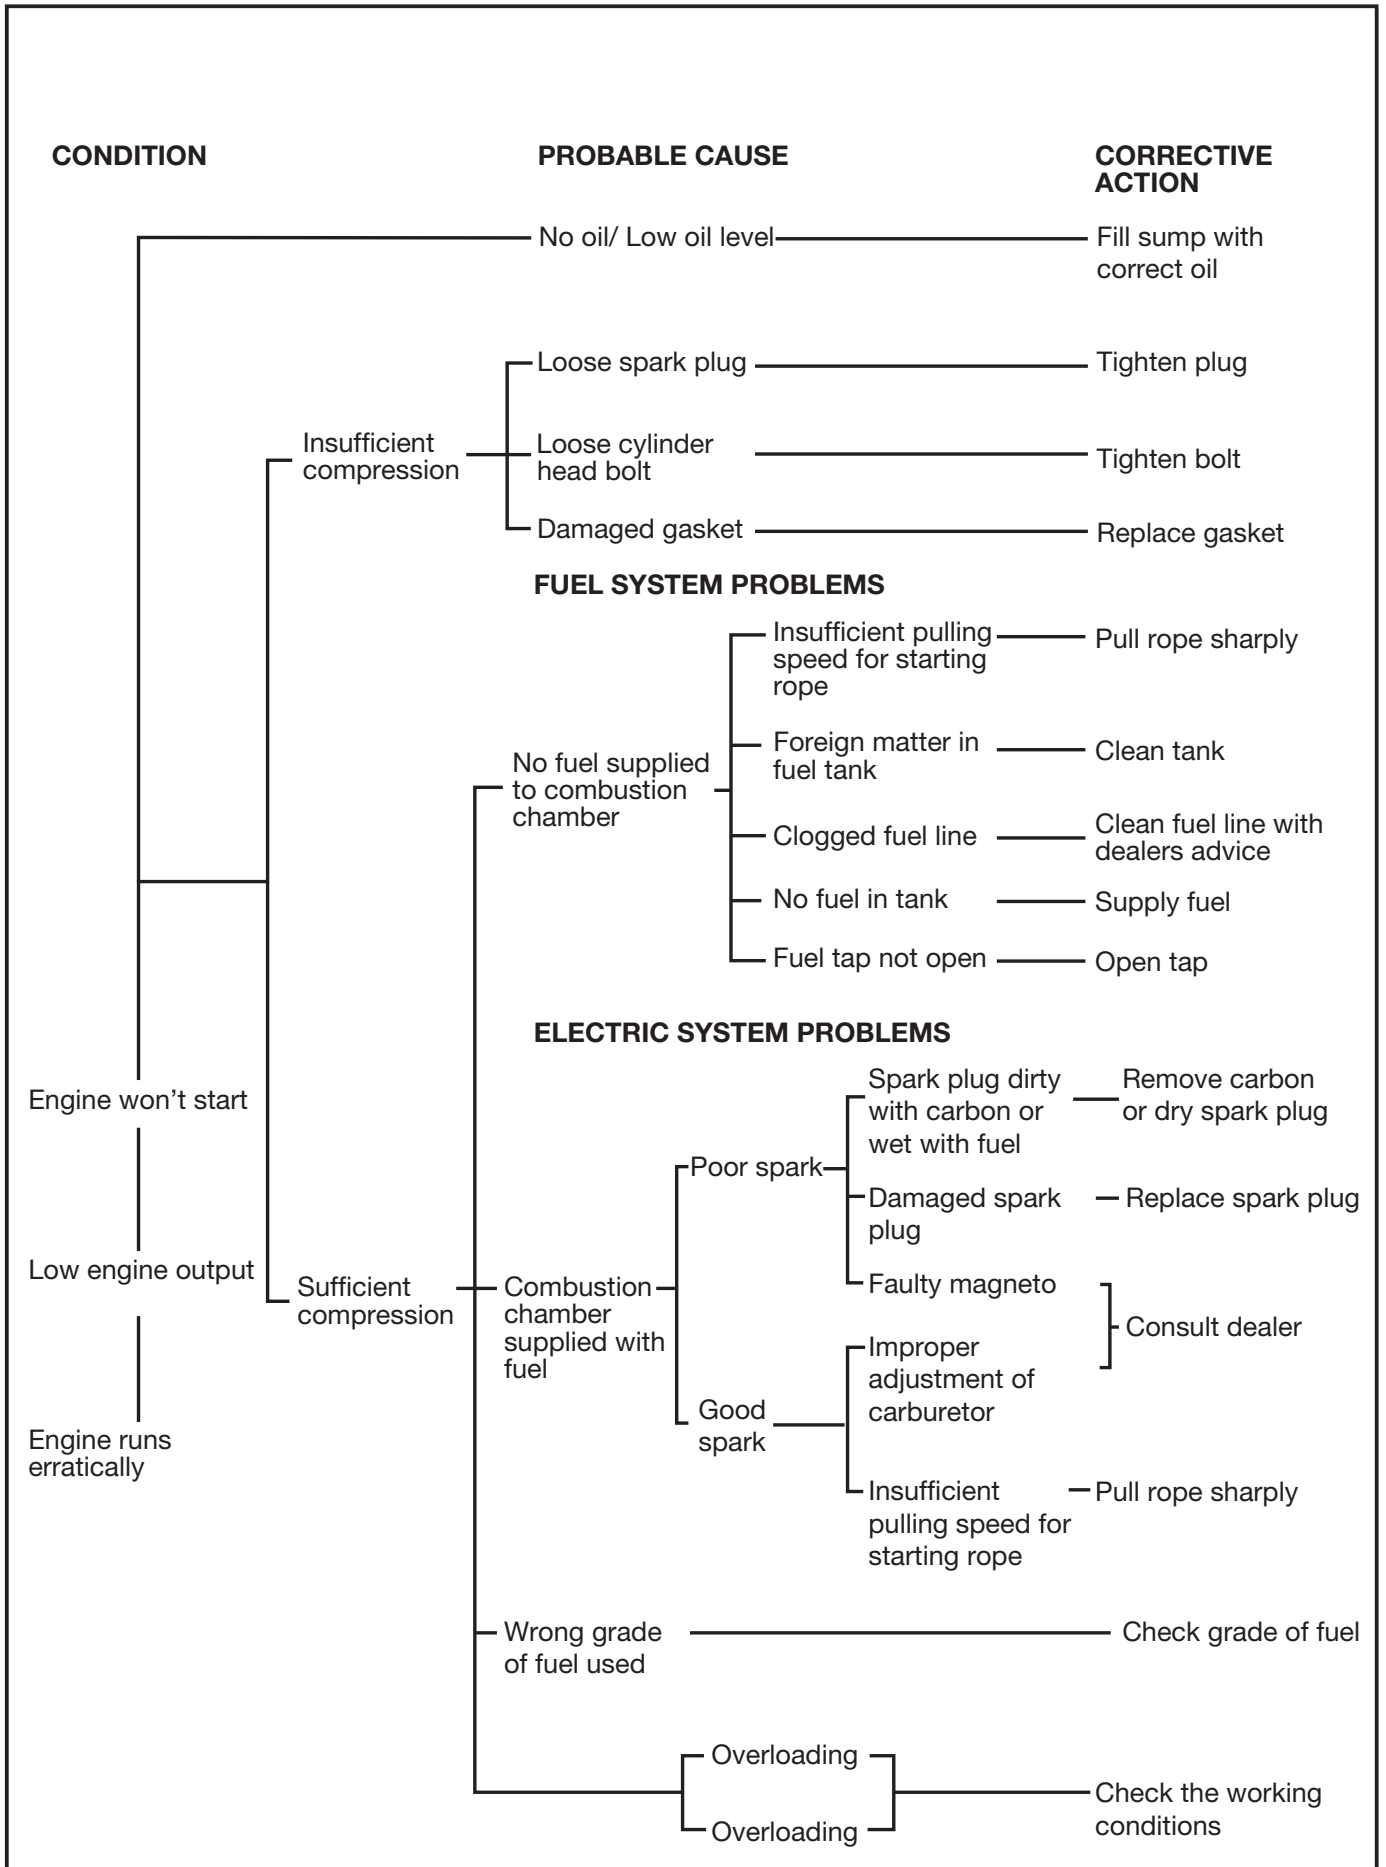 CONDITION
PROBABLE CAUSE
CORRECTIVE
ACTION
No oil/ Low oil level
Fill sump with
correct oil
Insufficient
compression
Loose spark plug
Tighten plug
Loose cylinder
head bolt
Tighten bolt
Damaged gasket
Replace gasket
FUEL SYSTEM PROBLEMS
No fuel supplied
to combustion
chamber
Insufficient pulling
speed for starting
rope
Pull rope sharply
Foreign matter in
fuel tank
Clean tank
Clogged fuel line
Clean fuel line with
dealers advice
No fuel in tank
Supply fuel
Fuel tap not open
Open tap
ELECTRIC SYSTEM PROBLEMS
Engine won’t start
Low engine output
Engine runs
erratically
Sufficient
compression
Combustion
chamber
supplied with
fuel
Poor spark
Spark plug dirty
with carbon or
wet with fuel
Remove carbon
or dry spark plug
Damaged spark
plug
Replace spark plug
Faulty magneto
Consult dealer
Good
spark
Improper
adjustment of
carburetor
Insufficient
pulling speed for
starting rope
Pull rope sharply
Wrong grade
of fuel used
Check grade of fuel
Overloading
Overloading
Check the working
conditions